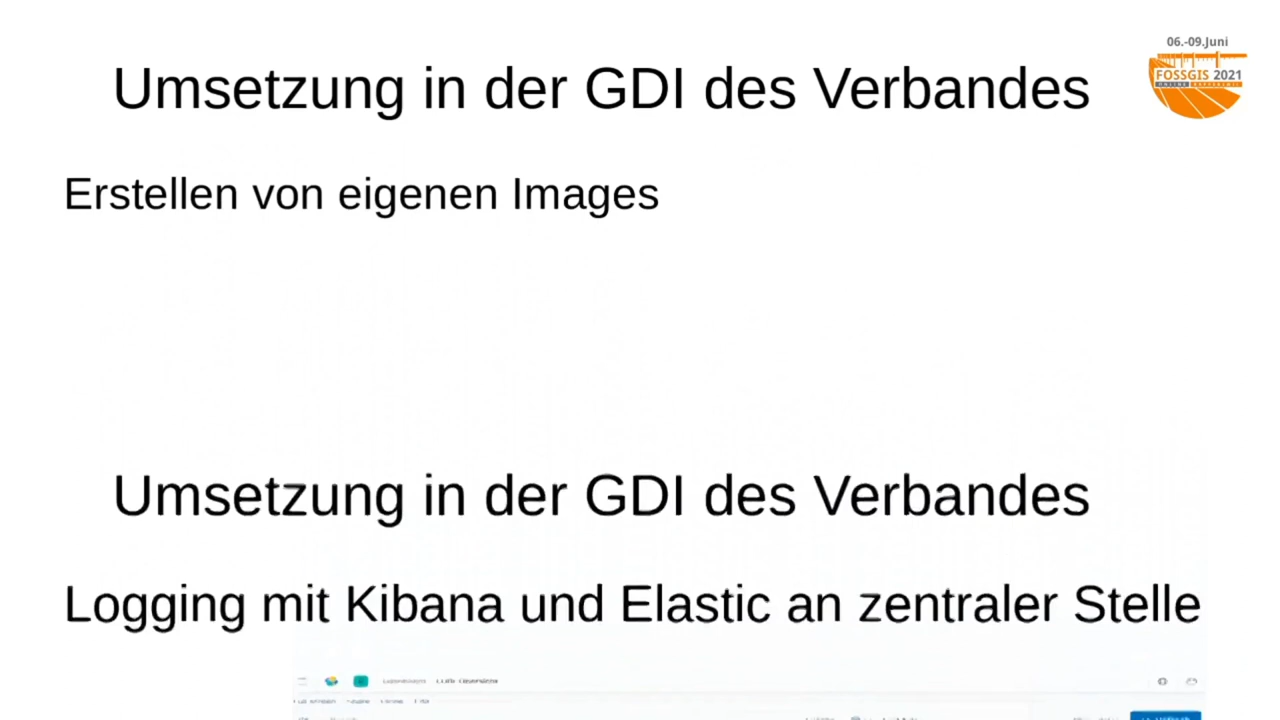 06.-09.Juni
Umsetzung in der GDI des Verbandes
FOSSGIS 2021
Erstellen von eigenen Images
Umsetzung in der GDI des Verbandes
Logging mit Kibana und Elastic an zentraler Stelle